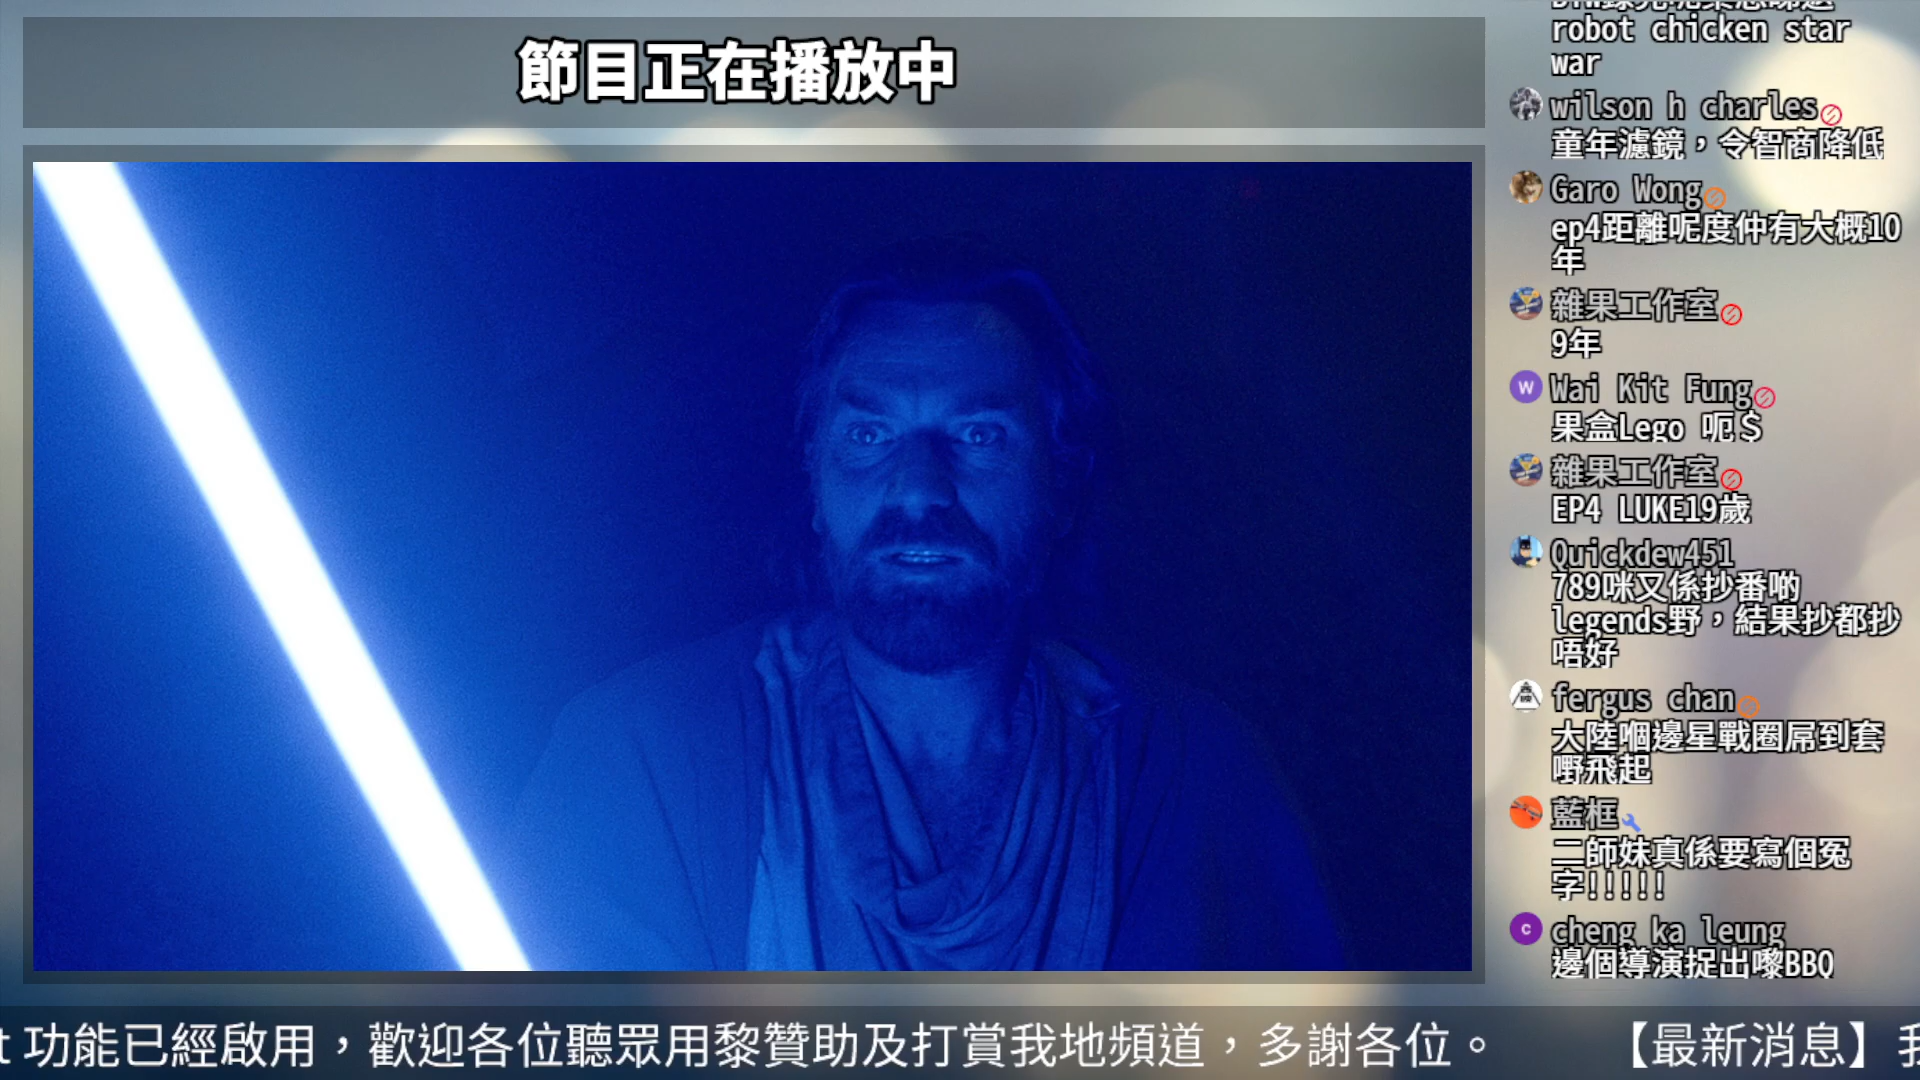 節目正在播放中
robot chicken star
war
wilson h charles
童年濾鏡，令智商降低
Garo Wong
ep4距離呢度仲有大概10
年
雜果工作室
9年
W Wai Kit Fung
果盒Lego 呃＄
雜果工作室
EP4 LUKE19歲
Quickdew451
789咪又係抄番啲
legends野，結果抄都抄
唔好
fergus chan
大陸嗰邊星戰圈屌到套
嘢飛起
藍框
二師妹真係要寫個冤
字!!!!!
c cheng ka leung
邊個導演捉出嚟BBQ
t 功能已經啟用，歡迎各位聽眾用黎贊助及打賞我地頻道，多謝各位。 【最新消息】我